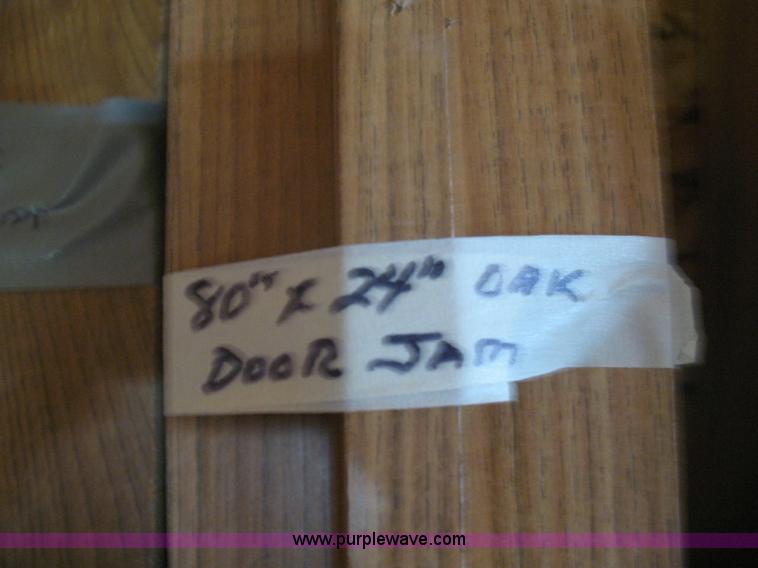 80" x 24" OAK
DOOR JAM
www.purplewave.com